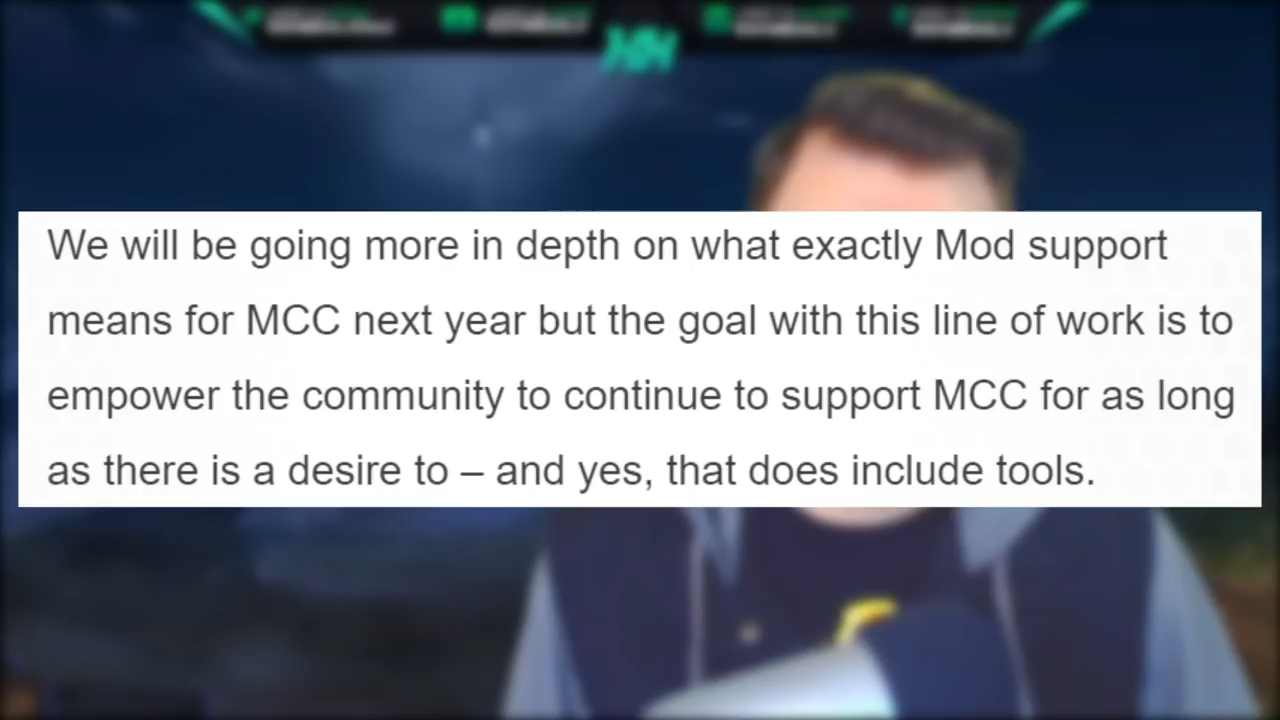 HH
We will be going more in depth on what exactly Mod support
means for MCC next year but the goal with this line of work is to
empower the community to continue to support MCC for as long
as there is a desire to – and yes, that does include tools.